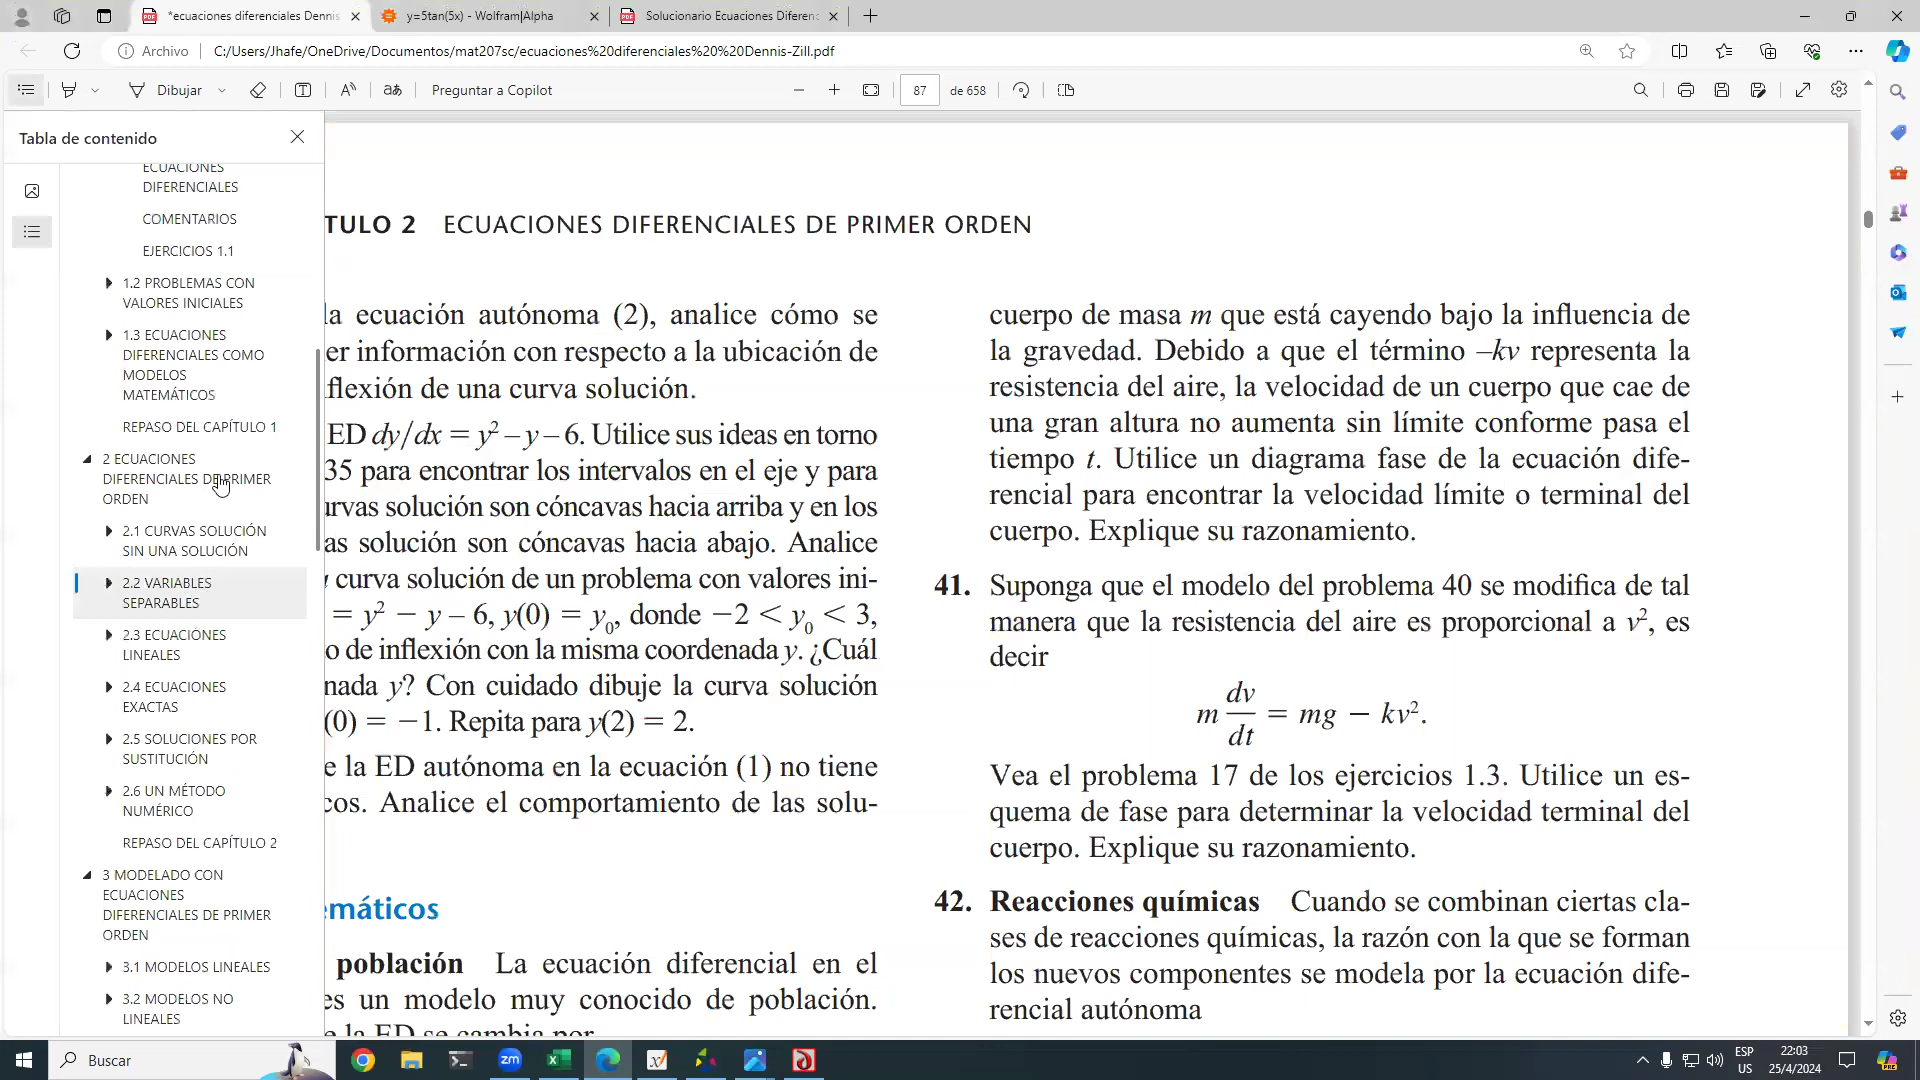 *ecuaciones diferenciales Dennis
y=5tan(5x) - Wolfram|Alpha
Solucionario Ecuaciones Diferen
Archivo
C:/Users/Jhafe/OneDrive/Documentos/mat207sc/ecuaciones%20diferenciales%20%20Dennis-Zill.pdf
Dibujar
Preguntar a Copilot
87
de 658
Tabla de contenido
ECUACIONES
DIFERENCIALES
COMENTARIOS
EJERCICIOS 1.1
1.2 PROBLEMAS CON
VALORES INICIALES
1.3 ECUACIONES
DIFERENCIALES COMO
MODELOS
MATEMÁTICOS
REPASO DEL CAPÍTULO 1
2 ECUACIONES
DIFERENCIALES DE PRIMER
ORDEN
2.1 CURVAS SOLUCIÓN
SIN UNA SOLUCIÓN
2.2 VARIABLES
SEPARABLES
2.3 ECUACIONES
LINEALES
2.4 ECUACIONES
EXACTAS
2.5 SOLUCIONES POR
SUSTITUCIÓN
2.6 UN MÉTODO
NUMÉRICO
REPASO DEL CAPÍTULO 2
3 MODELADO CON
ECUACIONES
DIFERENCIALES DE PRIMER
ORDEN
3.1 MODELOS LINEALES
3.2 MODELOS NO
LINEALES
TULO 2 ECUACIONES DIFERENCIALES DE PRIMER ORDEN
la ecuación autónoma (2), analice cómo se
er información con respecto a la ubicación de
flexión de una curva solución.
ED dy/dx = y² – y – 6. Utilice sus ideas en torno
35 para encontrar los intervalos en el eje y para
urvas solución son cóncavas hacia arriba y en los
as solución son cóncavas hacia abajo. Analice
curva solución de un problema con valores ini-
= y² − y – 6, y(0) = y₀, donde −2 < y₀ < 3,
o de inflexión con la misma coordenada y. ¿Cuál
nada y? Con cuidado dibuje la curva solución
(0) = −1. Repita para y(2) = 2.
e la ED autónoma en la ecuación (1) no tiene
cos. Analice el comportamiento de las solu-
emáticos
población La ecuación diferencial en el
es un modelo muy conocido de población.
e la ED se cambia por
cuerpo de masa m que está cayendo bajo la influencia de
la gravedad. Debido a que el término –kv representa la
resistencia del aire, la velocidad de un cuerpo que cae de
una gran altura no aumenta sin límite conforme pasa el
tiempo t. Utilice un diagrama fase de la ecuación dife-
rencial para encontrar la velocidad límite o terminal del
cuerpo. Explique su razonamiento.
41. Suponga que el modelo del problema 40 se modifica de tal
manera que la resistencia del aire es proporcional a v², es
decir
m dv/dt = mg − kv².
Vea el problema 17 de los ejercicios 1.3. Utilice un es-
quema de fase para determinar la velocidad terminal del
cuerpo. Explique su razonamiento.
42. Reacciones químicas Cuando se combinan ciertas cla-
ses de reacciones químicas, la razón con la que se forman
los nuevos componentes se modela por la ecuación dife-
rencial autónoma
Buscar
ESP
US
22:03
25/4/2024